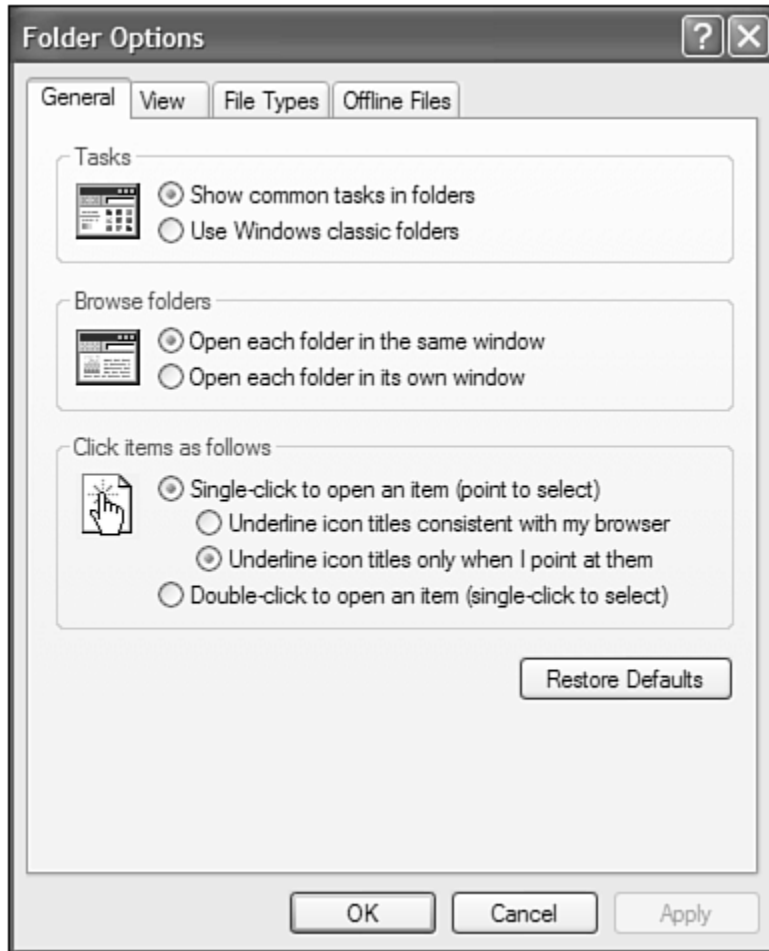 Folder Options
General View File Types Offline Files
Tasks
Show common tasks in folders
Use Windows classic folders
Browse folders
Open each folder in the same window
Open each folder in its own window
Click items as follows
Single-click to open an item (point to select)
Underline icon titles consistent with my browser
Underline icon titles only when I point at them
Double-click to open an item (single-click to select)
Restore Defaults
OK Cancel Apply